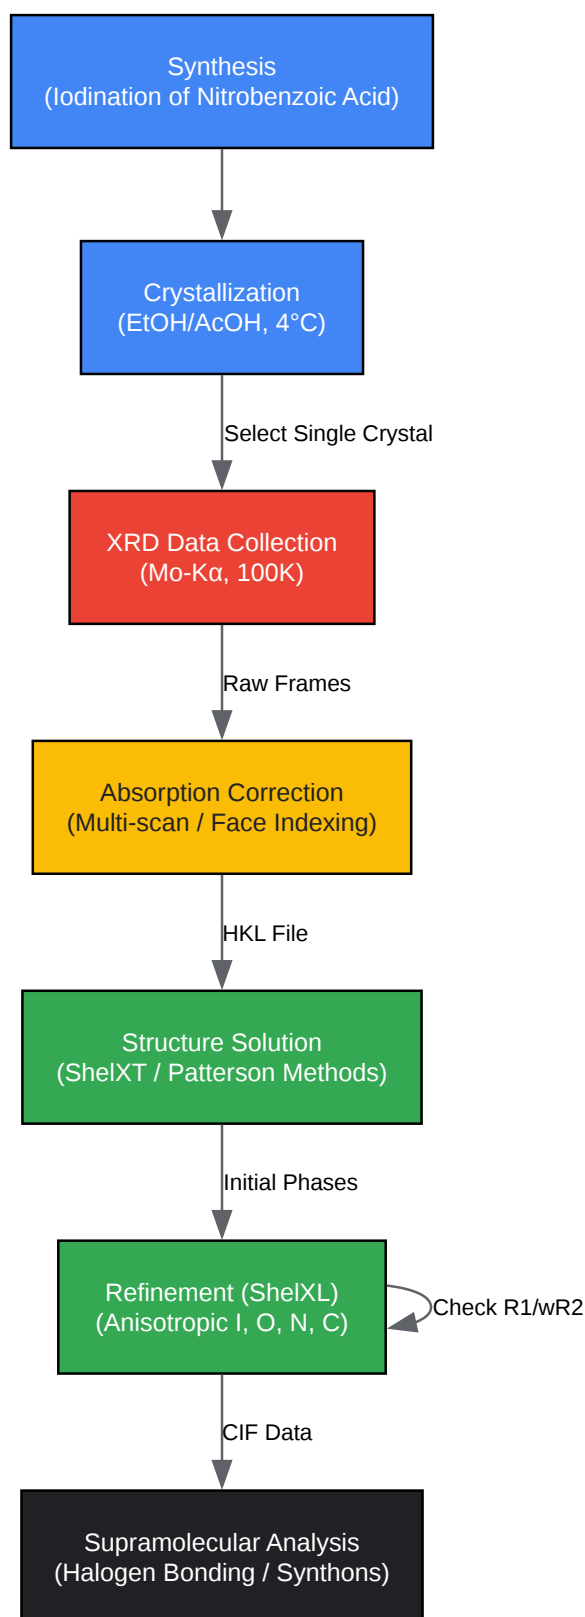 Synthesis
(Iodination of Nitrobenzoic Acid)
Crystallization
(EtOH/AcOH, 4°C)
Select Single Crystal
XRD Data Collection
(Mo-Kα, 100K)
Raw Frames
Absorption Correction
(Multi-scan / Face Indexing)
HKL File
Structure Solution
(ShelXT / Patterson Methods)
Initial Phases
Refinement (ShelXL)
(Anisotropic I, O, N, C)
Check R1/wR2
CIF Data
Supramolecular Analysis
(Halogen Bonding / Synthons)